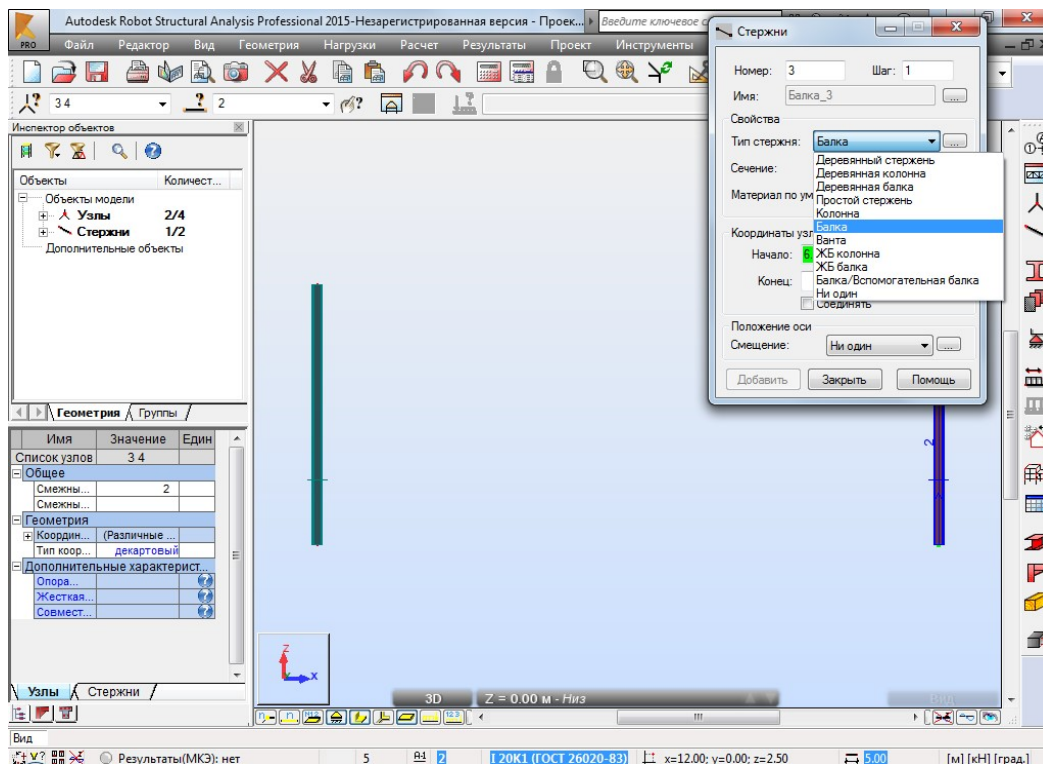 Autodesk Robot Structural Analysis Professional 2015-Незарегистрированная версия - Проек...
Введите ключевое с
PRO
Файл Редактор Вид Геометрия Нагрузки Расчет Результаты Проект Инструменты
3 4
2
Инспектор объектов
Объекты Количест...
Объекты модели
Узлы 2/4
Стержни 1/2
Дополнительные объекты
Геометрия Группы
Имя Значение Един
Список узлов 3 4
Общее
Смежны... 2
Смежны...
Геометрия
Координ... (Различные ...
Тип коор... декартовый
Дополнительные характерист...
Опора...
Жесткая...
Совмест...
Узлы Стержни
Стержни
Номер: 3 Шаг: 1
Имя: Балка_3 ...
Свойства
Тип стержня: Балка ...
Сечение:
Материал по ум
Деревянный стержень
Деревянная колонна
Деревянная балка
Простой стержень
Колонна
Балка
Ванта
ЖБ колонна
ЖБ балка
Балка/Вспомогательная балка
Ни один
Координаты уз
Начало: 6,
Конец:
Соединять
Положение оси
Смещение: Ни один ...
Добавить Закрыть Помощь
2
z
x
3D Z = 0.00 м - Низ
Вид
Результаты(МКЭ): нет 5 2 I 20К1 (ГОСТ 26020-83) x=12.00; y=0.00; z=2.50 5.00 [м] [кН] [град.]